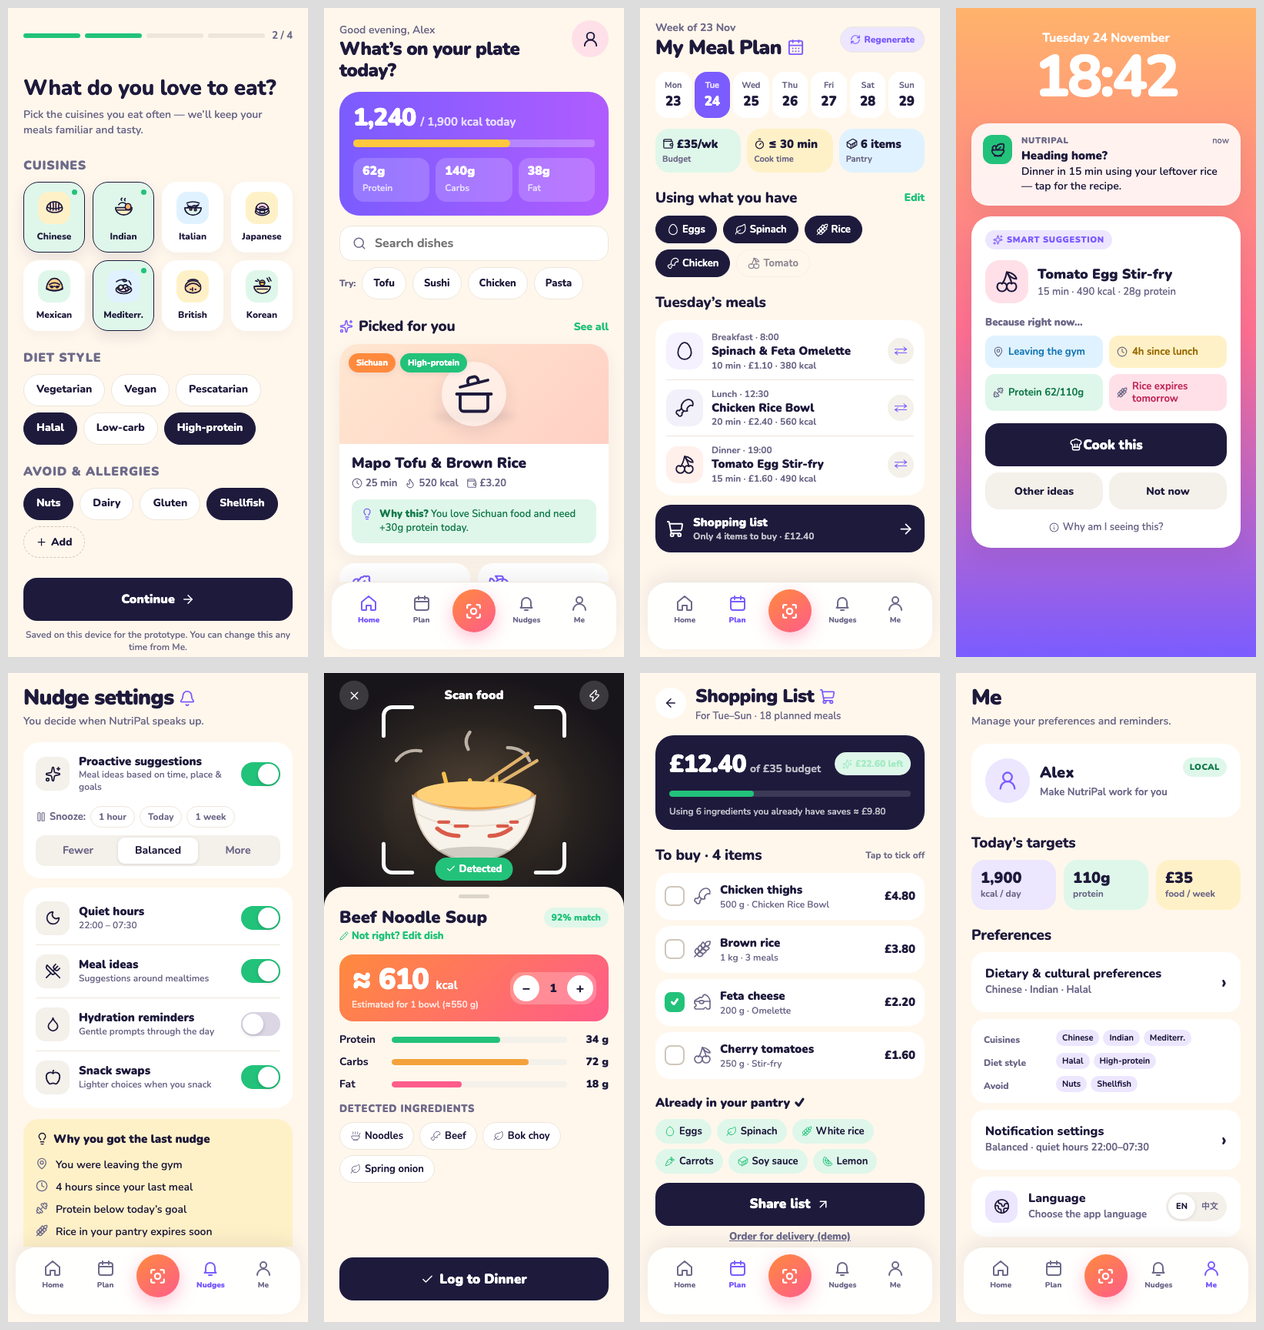 2 / 4
What do you love to eat?
Pick the cuisines you eat often — we'll keep your
meals familiar and tasty.
CUISINES
Chinese
Indian
Italian
Japanese
Mexican
Mediterr.
British
Korean
DIET STYLE
Vegetarian
Vegan
Pescatarian
Halal
Low-carb
High-protein
AVOID & ALLERGIES
Nuts
Dairy
Gluten
Shellfish
+ Add
Continue →
Saved on this device for the prototype. You can change this any
time from Me.
Good evening, Alex
What's on your plate
today?
1,240 / 1,900 kcal today
62g
Protein
140g
Carbs
38g
Fat
Search dishes
Try:
Tofu
Sushi
Chicken
Pasta
Picked for you
See all
Sichuan
High-protein
Mapo Tofu & Brown Rice
25 min
520 kcal
£3.20
Why this? You love Sichuan food and need
+30g protein today.
Home
Plan
Nudges
Me
Week of 23 Nov
My Meal Plan
Regenerate
Mon
23
Tue
24
Wed
25
Thu
26
Fri
27
Sat
28
Sun
29
£35/wk
Budget
≤ 30 min
Cook time
6 items
Pantry
Using what you have
Edit
Eggs
Spinach
Rice
Chicken
Tomato
Tuesday's meals
Breakfast · 8:00
Spinach & Feta Omelette
10 min · £1.10 · 380 kcal
Lunch · 12:30
Chicken Rice Bowl
20 min · £2.40 · 560 kcal
Dinner · 19:00
Tomato Egg Stir-fry
15 min · £1.60 · 490 kcal
Shopping list
Only 4 items to buy · £12.40
Home
Plan
Nudges
Me
Tuesday 24 November
18:42
NUTRIPAL
now
Heading home?
Dinner in 15 min using your leftover rice
— tap for the recipe.
SMART SUGGESTION
Tomato Egg Stir-fry
15 min · 490 kcal · 28g protein
Because right now...
Leaving the gym
4h since lunch
Protein 62/110g
Rice expires
tomorrow
Cook this
Other ideas
Not now
Why am I seeing this?
Nudge settings
You decide when NutriPal speaks up.
Proactive suggestions
Meal ideas based on time, place &
goals
Snooze:
1 hour
Today
1 week
Fewer
Balanced
More
Quiet hours
22:00 – 07:30
Meal ideas
Suggestions around mealtimes
Hydration reminders
Gentle prompts through the day
Snack swaps
Lighter choices when you snack
Why you got the last nudge
You were leaving the gym
4 hours since your last meal
Protein below today's goal
Rice in your pantry expires soon
Home
Plan
Nudges
Me
Scan food
Detected
Beef Noodle Soup
92% match
Not right? Edit dish
≈ 610 kcal
Estimated for 1 bowl (≈550 g)
− 1 +
Protein
34 g
Carbs
72 g
Fat
18 g
DETECTED INGREDIENTS
Noodles
Beef
Bok choy
Spring onion
Log to Dinner
Shopping List
For Tue–Sun · 18 planned meals
£12.40 of £35 budget
£22.60 left
Using 6 ingredients you already have saves ≈ £9.80
To buy · 4 items
Tap to tick off
Chicken thighs
500 g · Chicken Rice Bowl
£4.80
Brown rice
1 kg · 3 meals
£3.80
Feta cheese
200 g · Omelette
£2.20
Cherry tomatoes
250 g · Stir-fry
£1.60
Already in your pantry ✓
Eggs
Spinach
White rice
Carrots
Soy sauce
Lemon
Share list
Order for delivery (demo)
Home
Plan
Nudges
Me
Me
Manage your preferences and reminders.
Alex
Make NutriPal work for you
LOCAL
Today's targets
1,900
kcal / day
110g
protein
£35
food / week
Preferences
Dietary & cultural preferences
Chinese · Indian · Halal
Cuisines
Chinese
Indian
Mediterr.
Diet style
Halal
High-protein
Avoid
Nuts
Shellfish
Notification settings
Balanced · quiet hours 22:00–07:30
Language
Choose the app language
EN
中文
Home
Plan
Nudges
Me